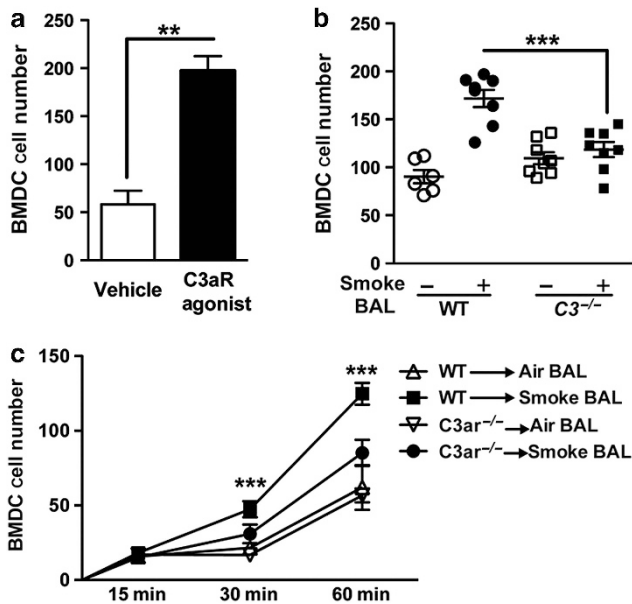 a
**
BMDC cell number
250
200
150
100
50
0
Vehicle
C3aR
agonist
b
***
BMDC cell number
250
200
150
100
50
0
Smoke
BAL
− + − +
WT
C3−/−
c
BMDC cell number
150
100
50
0
***
***
15 min
30 min
60 min
WT → Air BAL
WT → Smoke BAL
C3ar−/− → Air BAL
C3ar−/− → Smoke BAL